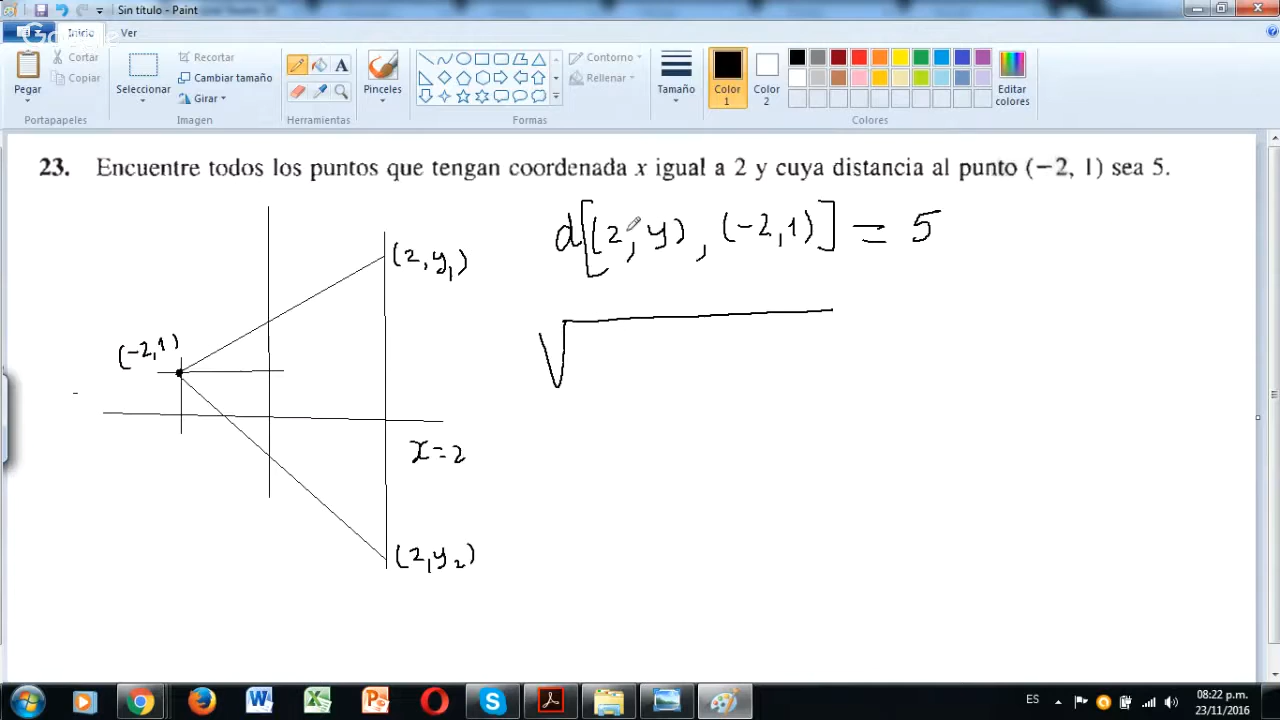 Sin título - Paint
Inicio
Ver
Pegar
Cortar
Copiar
Portapapeles
Seleccionar
Recortar
Cambiar tamaño
Girar
Imagen
A
Herramientas
Pinceles
Contorno
Rellenar
Formas
Tamaño
Color 1
Color 2
Editar colores
Colores
23. Encuentre todos los puntos que tengan coordenada x igual a 2 y cuya distancia al punto (−2, 1) sea 5.
d[(2, y), (-2,1)] = 5
(2, y₁)
√
(-2,1)
x=2
(2, y₂)
ES
08:22 p.m.
23/11/2016